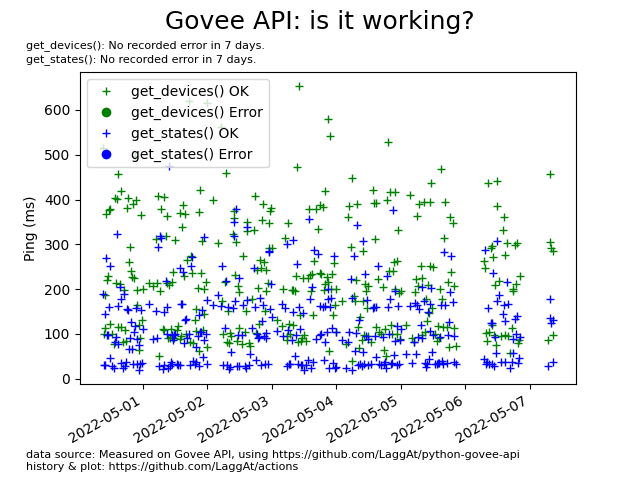 Govee API: is it working?
get_devices(): No recorded error in 7 days.
get_states(): No recorded error in 7 days.
get_devices() OK
get_devices() Error
get_states() OK
get_states() Error
600
500
400
300
200
100
0
Ping (ms)
2022-05-01
2022-05-02
2022-05-03
2022-05-04
2022-05-05
2022-05-06
2022-05-07
data source: Measured on Govee API, using https://github.com/LaggAt/python-govee-api
history & plot: https://github.com/LaggAt/actions